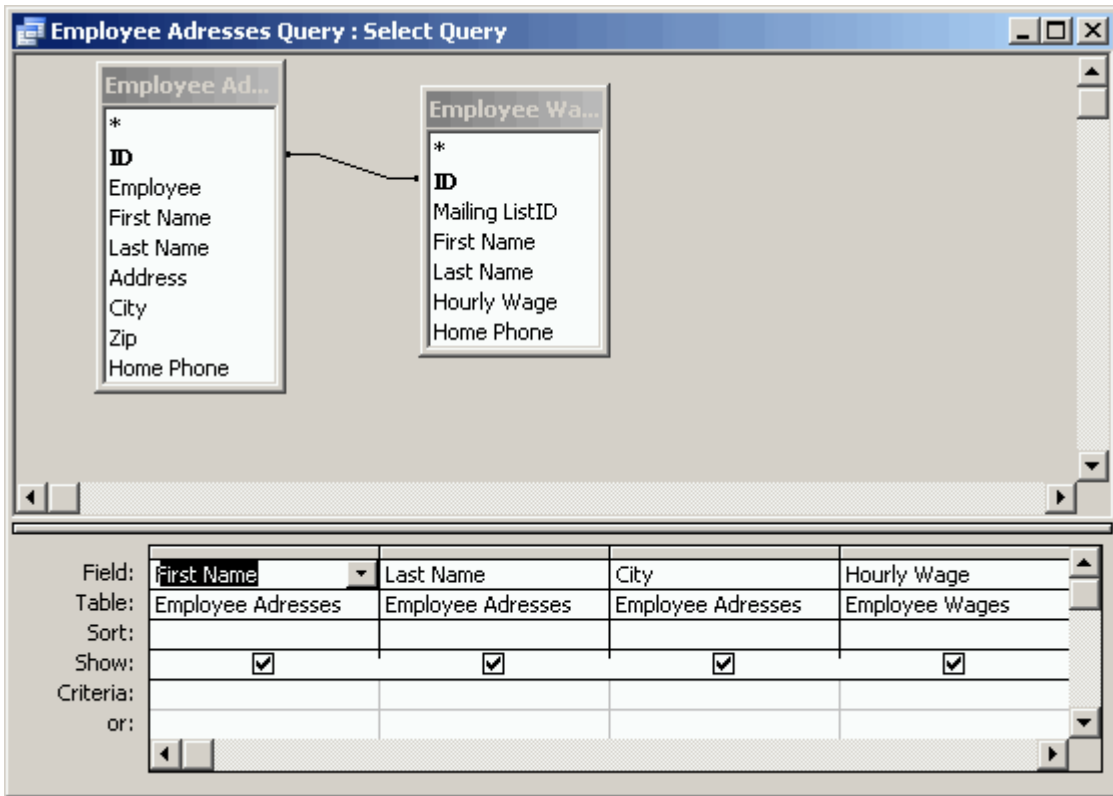 Employee Adresses Query : Select Query
Employee Ad...
*
ID
Employee
First Name
Last Name
Address
City
Zip
Home Phone
Employee Wa...
*
ID
Mailing ListID
First Name
Last Name
Hourly Wage
Home Phone
Field: First Name Last Name City Hourly Wage
Table: Employee Adresses Employee Adresses Employee Adresses Employee Wages
Sort:
Show:
Criteria:
or: